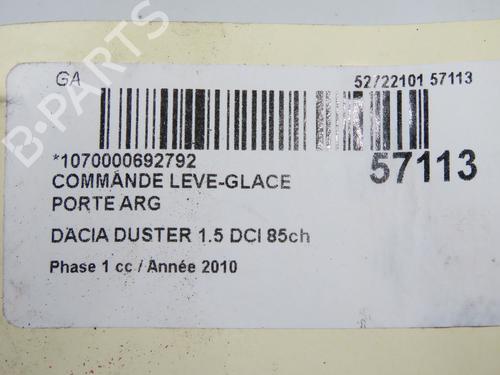 GA
52/22101 57113
*1070000692792
57113
COMMANDE LEVE-GLACE
PORTE ARG
DACIA DUSTER 1.5 DCI 85ch
Phase 1 cc / Année 2010
B-PARTS